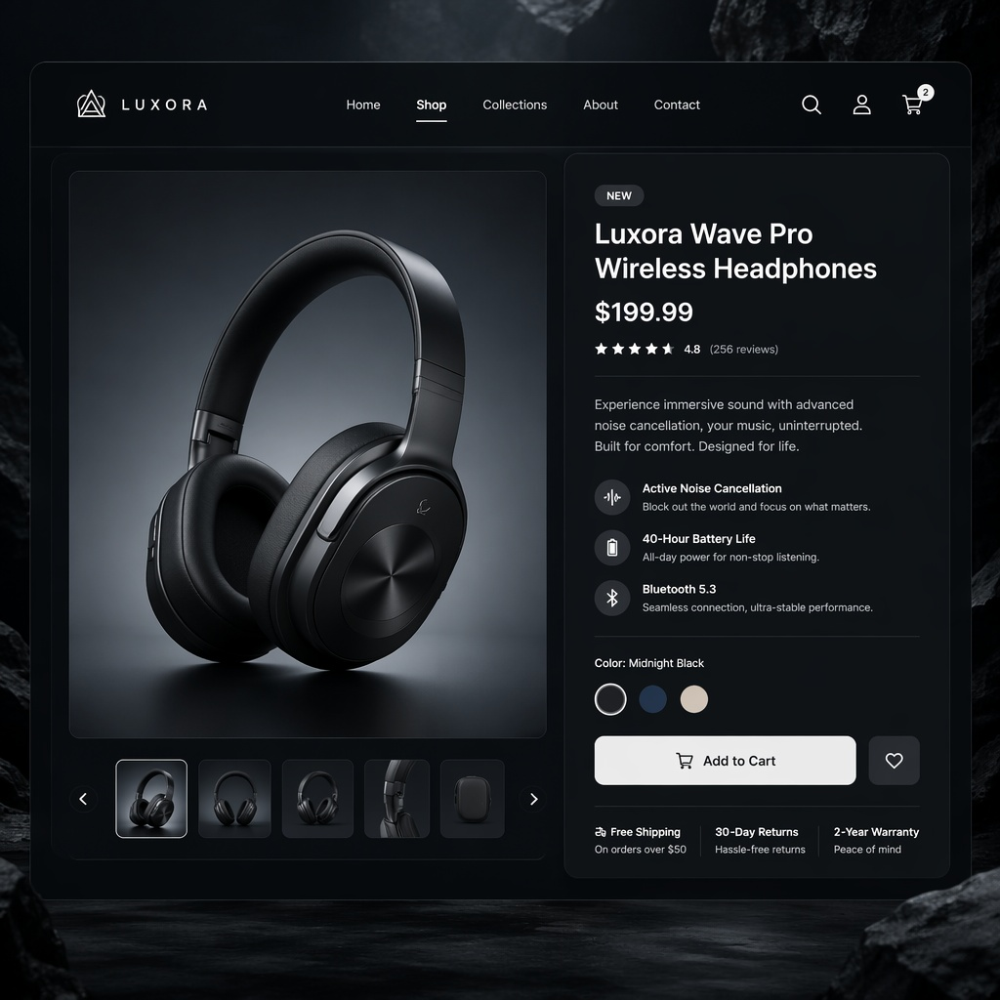 LUXORA
Home
Shop
Collections
About
Contact
2
NEW
Luxora Wave Pro
Wireless Headphones
$199.99
4.8 (256 reviews)
Experience immersive sound with advanced
noise cancellation, your music, uninterrupted.
Built for comfort. Designed for life.
Active Noise Cancellation
Block out the world and focus on what matters.
40-Hour Battery Life
All-day power for non-stop listening.
Bluetooth 5.3
Seamless connection, ultra-stable performance.
Color: Midnight Black
Add to Cart
Free Shipping
On orders over $50
30-Day Returns
Hassle-free returns
2-Year Warranty
Peace of mind